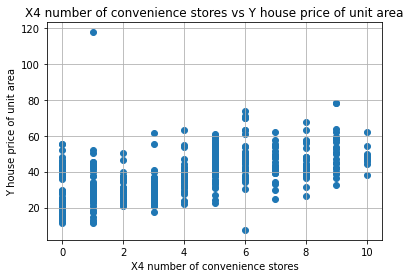 X4 number of convenience stores vs Y house price of unit area
120
100
80
60
40
20
Y house price of unit area
0 2 4 6 8 10
X4 number of convenience stores